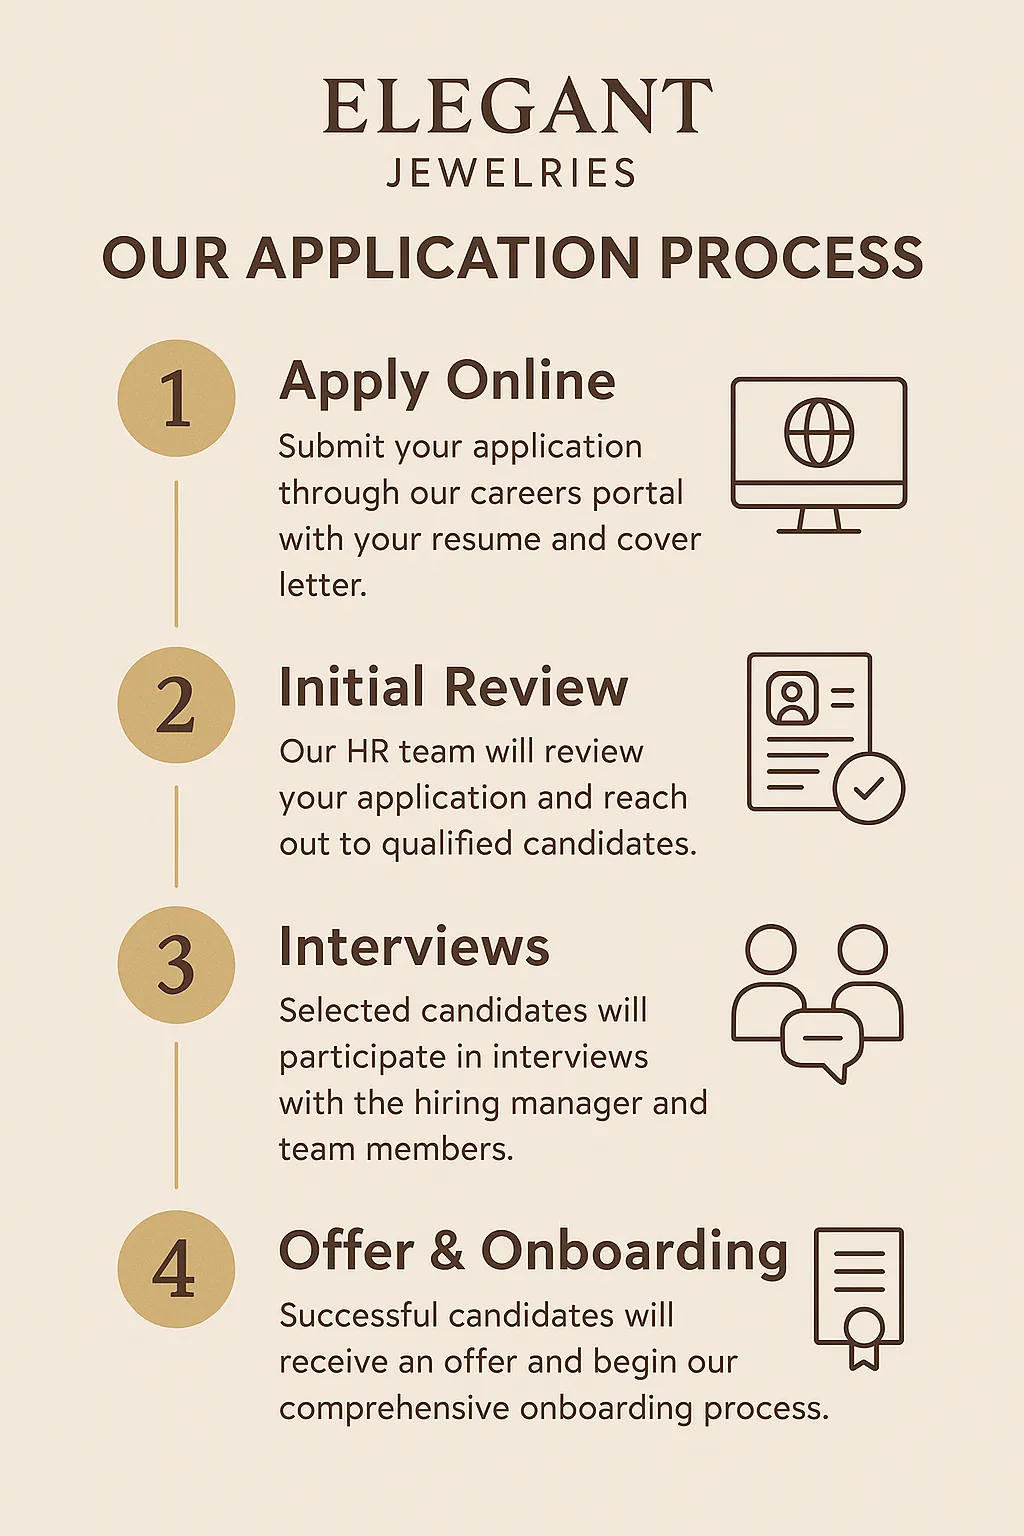 ELEGANT
JEWELRIES
OUR APPLICATION PROCESS
1
Apply Online
Submit your application
through our careers portal
with your resume and cover
letter.
2
Initial Review
Our HR team will review
your application and reach
out to qualified candidates.
3
Interviews
Selected candidates will
participate in interviews
with the hiring manager and
team members.
4
Offer & Onboarding
Successful candidates will
receive an offer and begin our
comprehensive onboarding process.